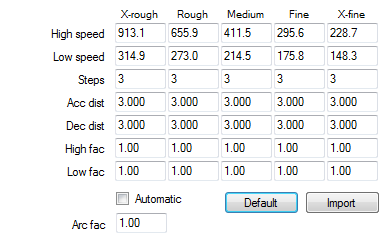 X-rough Rough Medium Fine X-fine
High speed 913.1 655.9 411.5 295.6 228.7
Low speed 314.9 273.0 214.5 175.8 148.3
Steps 3 3 3 3 3
Acc dist 3.000 3.000 3.000 3.000 3.000
Dec dist 3.000 3.000 3.000 3.000 3.000
High fac 1.00 1.00 1.00 1.00 1.00
Low fac 1.00 1.00 1.00 1.00 1.00
Automatic Default Import
Arc fac 1.00